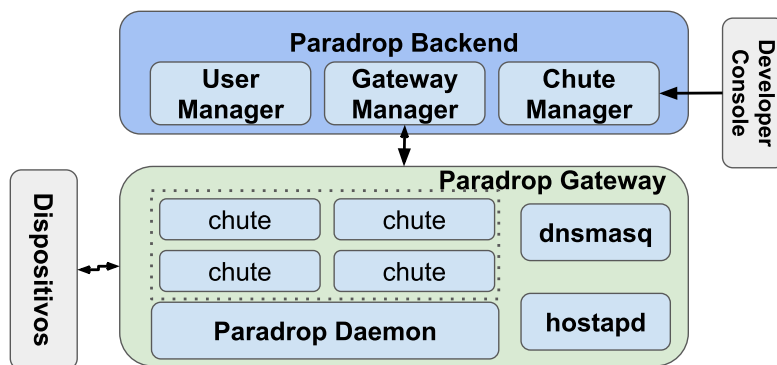 Paradrop Backend
User
Manager
Gateway
Manager
Chute
Manager
Developer
Console
Dispositivos
Paradrop Gateway
chute
chute
chute
chute
Paradrop Daemon
dnsmasq
hostapd